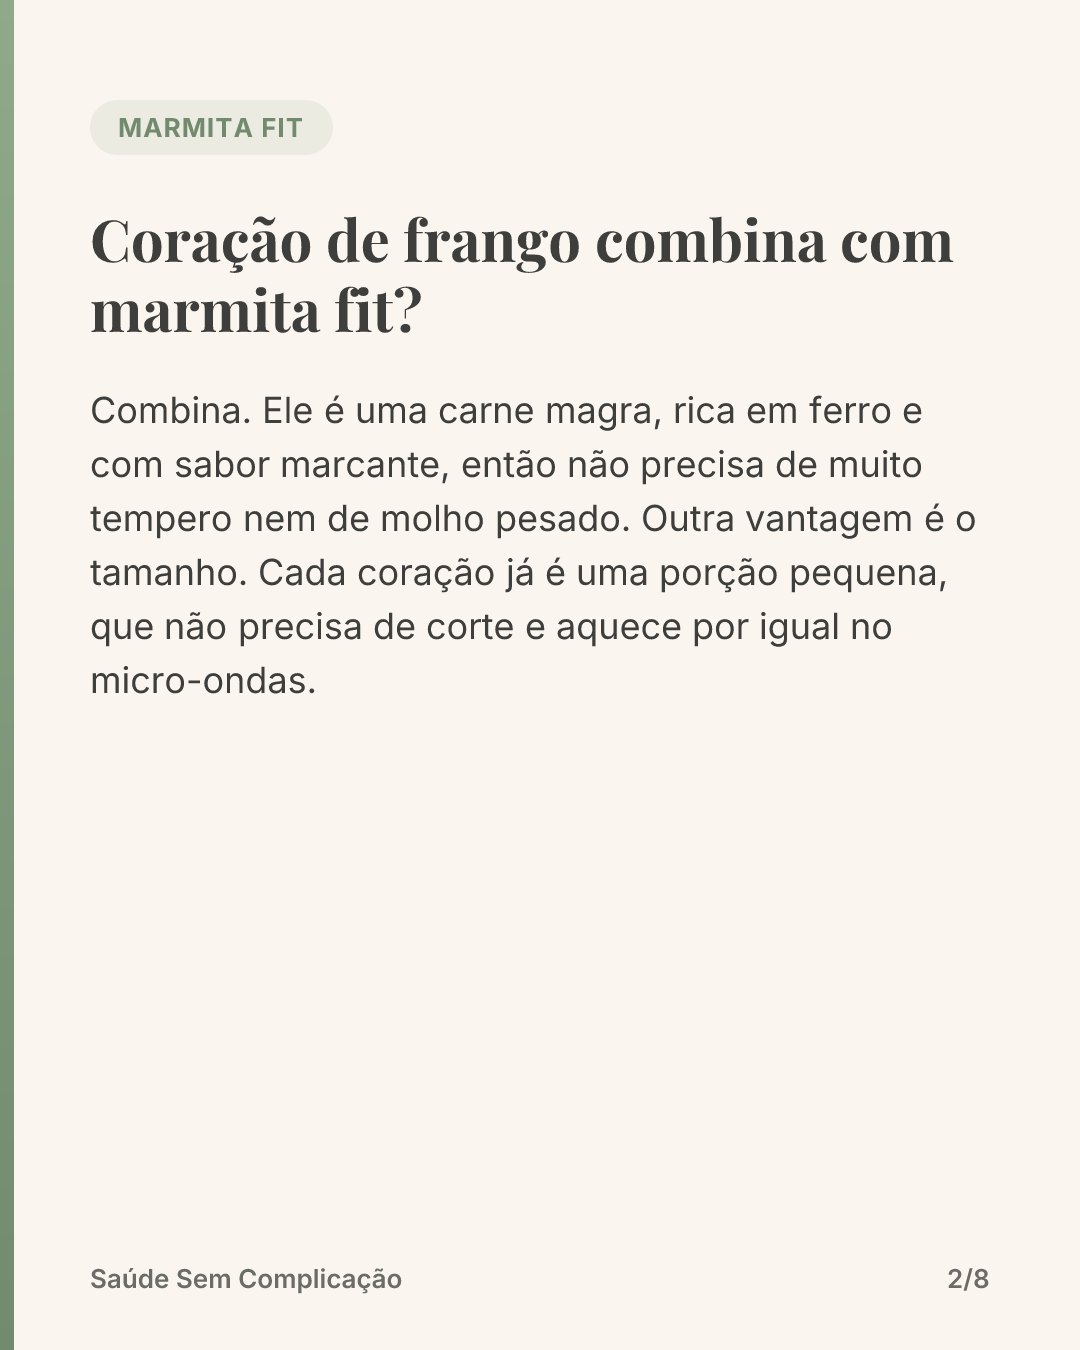 MARMITA FIT
Coração de frango combina com
marmita fit?
Combina. Ele é uma carne magra, rica em ferro e
com sabor marcante, então não precisa de muito
tempero nem de molho pesado. Outra vantagem é o
tamanho. Cada coração já é uma porção pequena,
que não precisa de corte e aquece por igual no
micro-ondas.
Saúde Sem Complicação
2/8